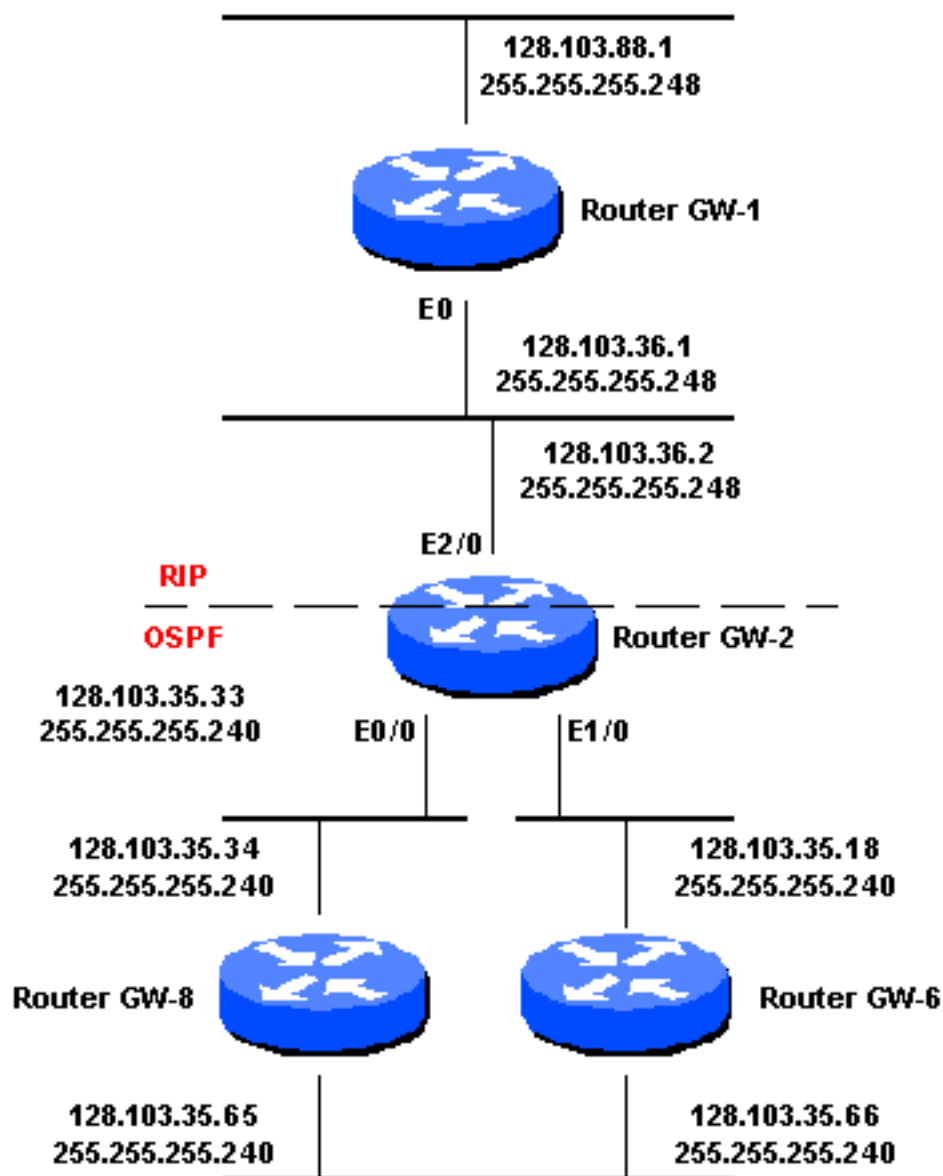 128.103.88.1
255.255.255.248
Router GW-1
E0
128.103.36.1
255.255.255.248
128.103.36.2
255.255.255.248
E2/0
RIP
OSPF
Router GW-2
128.103.35.33
255.255.255.240
E0/0
E1/0
128.103.35.34
255.255.255.240
128.103.35.18
255.255.255.240
Router GW-8
Router GW-6
128.103.35.65
255.255.255.240
128.103.35.66
255.255.255.240